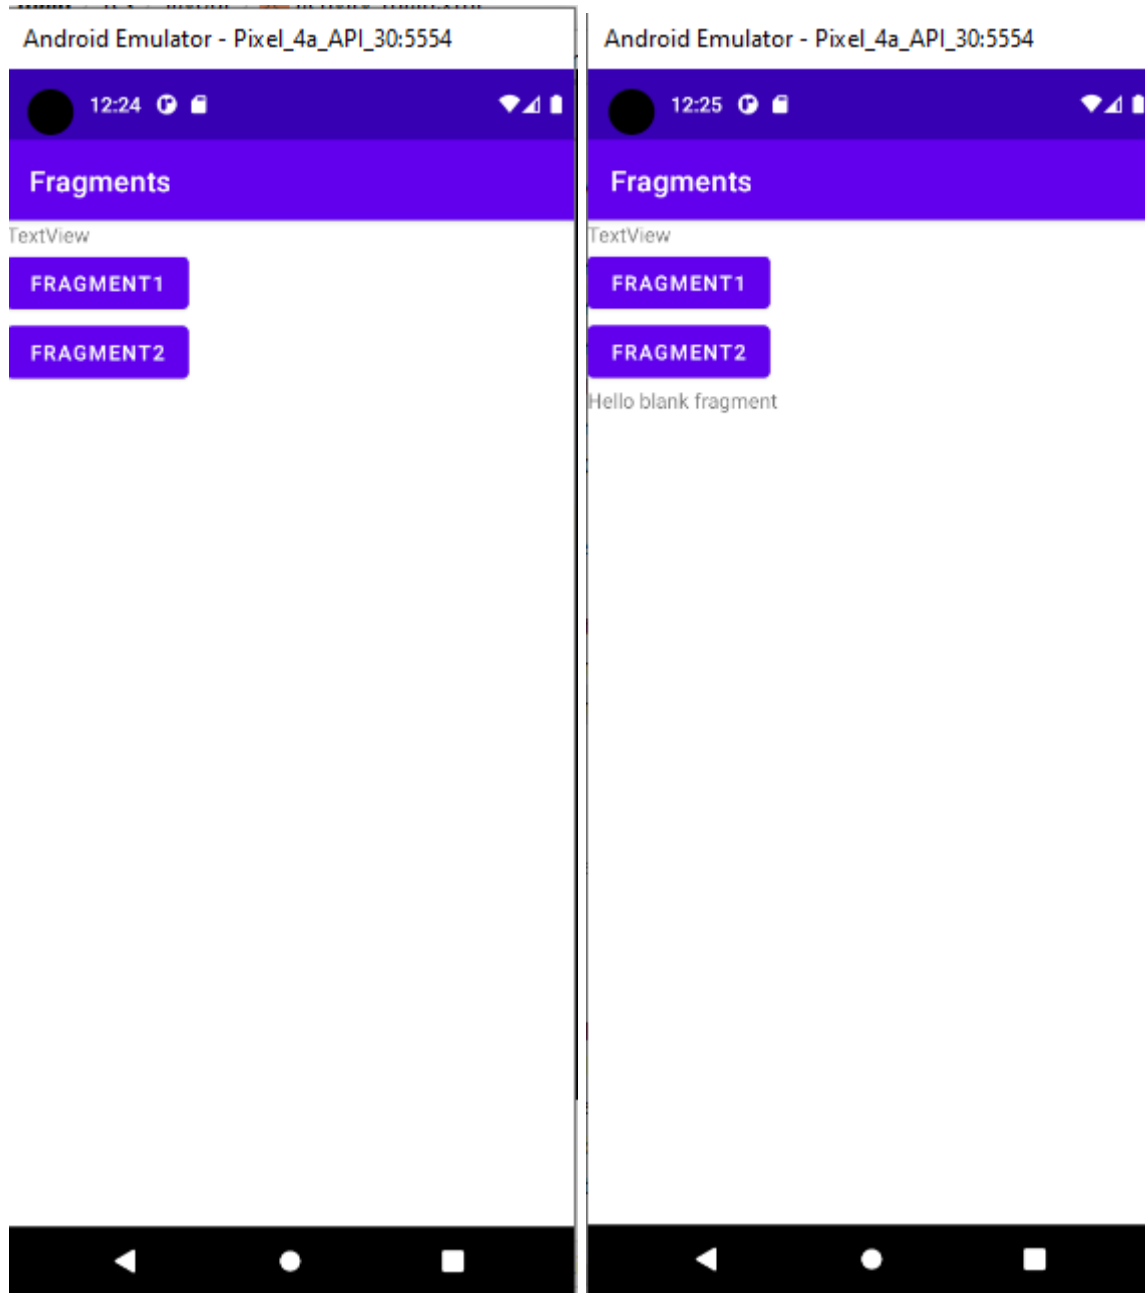 Android Emulator - Pixel_4a_API_30:5554
12:24
Fragments
TextView
FRAGMENT1
FRAGMENT2
Android Emulator - Pixel_4a_API_30:5554
12:25
Fragments
TextView
FRAGMENT1
FRAGMENT2
Hello blank fragment